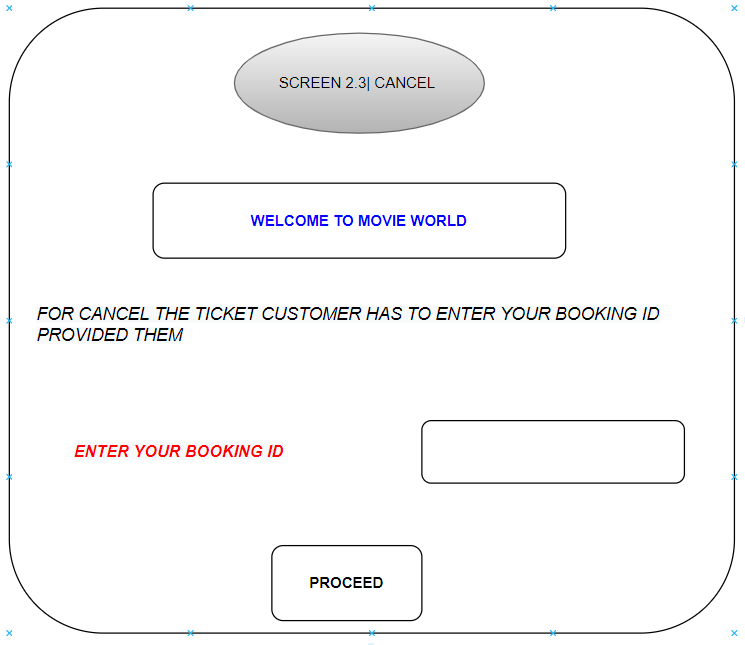 SCREEN 2.3| CANCEL
WELCOME TO MOVIE WORLD
FOR CANCEL THE TICKET CUSTOMER HAS TO ENTER YOUR BOOKING ID
PROVIDED THEM
ENTER YOUR BOOKING ID
PROCEED